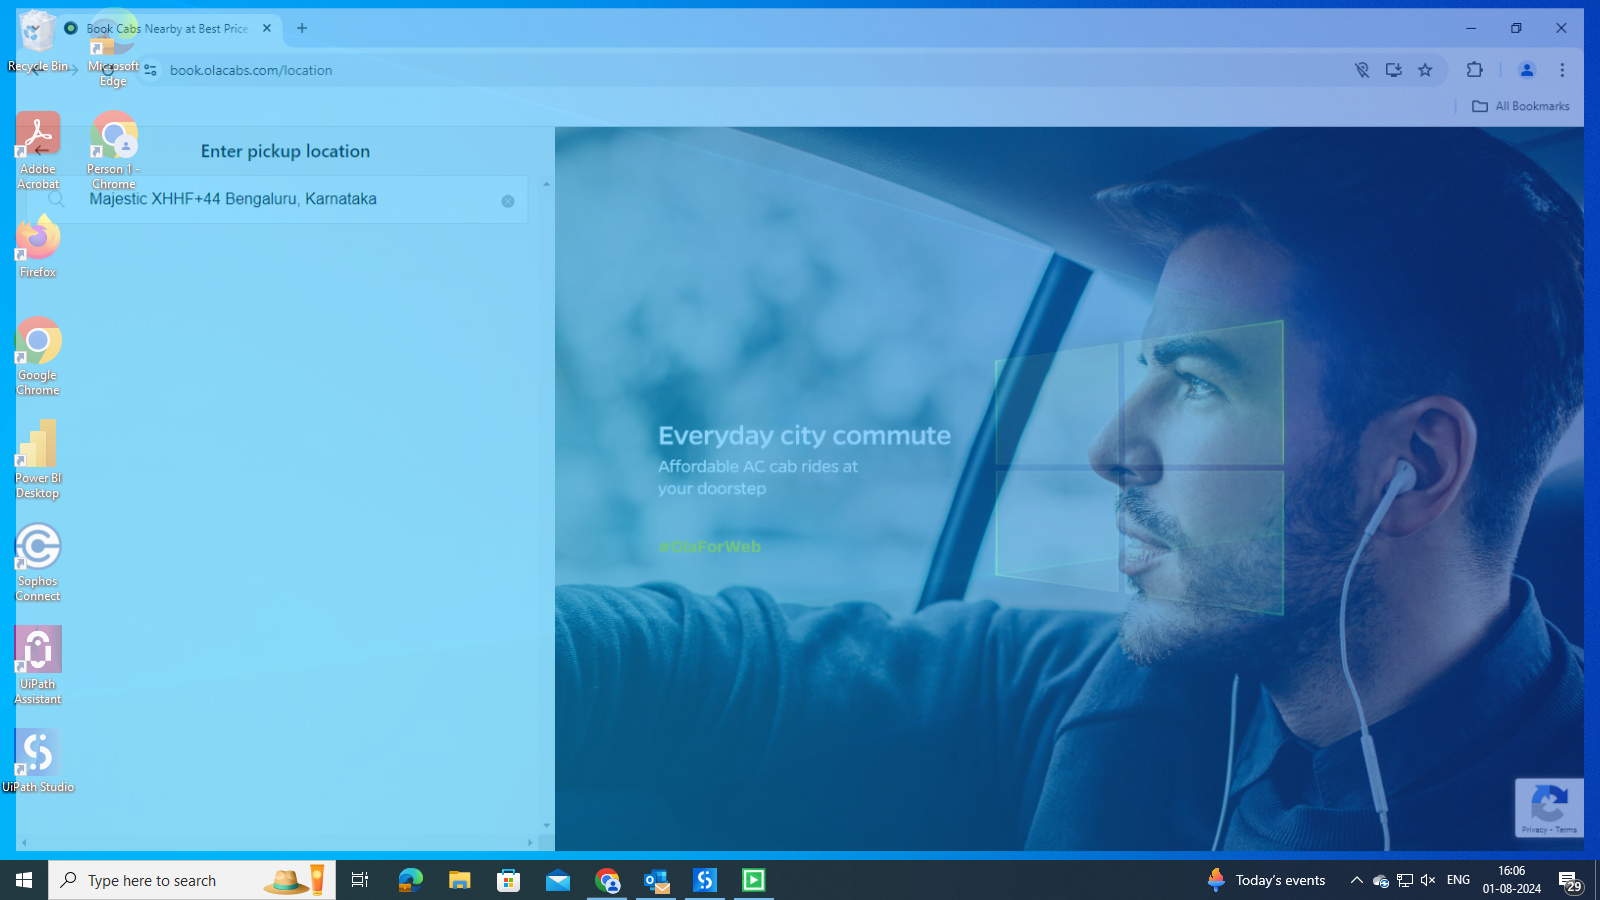 Book Cabs Nearby at Best Price
book.olacabs.com/location
All Bookmarks
Recycle Bin
Microsoft
Edge
Adobe
Acrobat
Person 1 -
Chrome
Firefox
Google
Chrome
Power BI
Desktop
Sophos
Connect
UiPath
Assistant
UiPath Studio
Enter pickup location
Majestic XHHF+44 Bengaluru, Karnataka
Everyday city commute
Affordable AC cab rides at
your doorstep
#OlaForWeb
Privacy - Terms
Type here to search
Today's events
ENG
16:06
01-08-2024
29